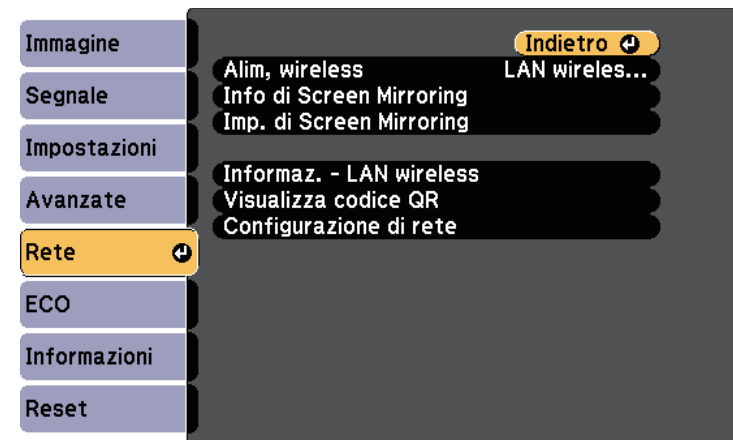 Immagine
Segnale
Impostazioni
Avanzate
Rete
ECO
Informazioni
Reset
Indietro
Alim, wireless LAN wireles...
Info di Screen Mirroring
Imp. di Screen Mirroring
Informaz. - LAN wireless
Visualizza codice QR
Configurazione di rete